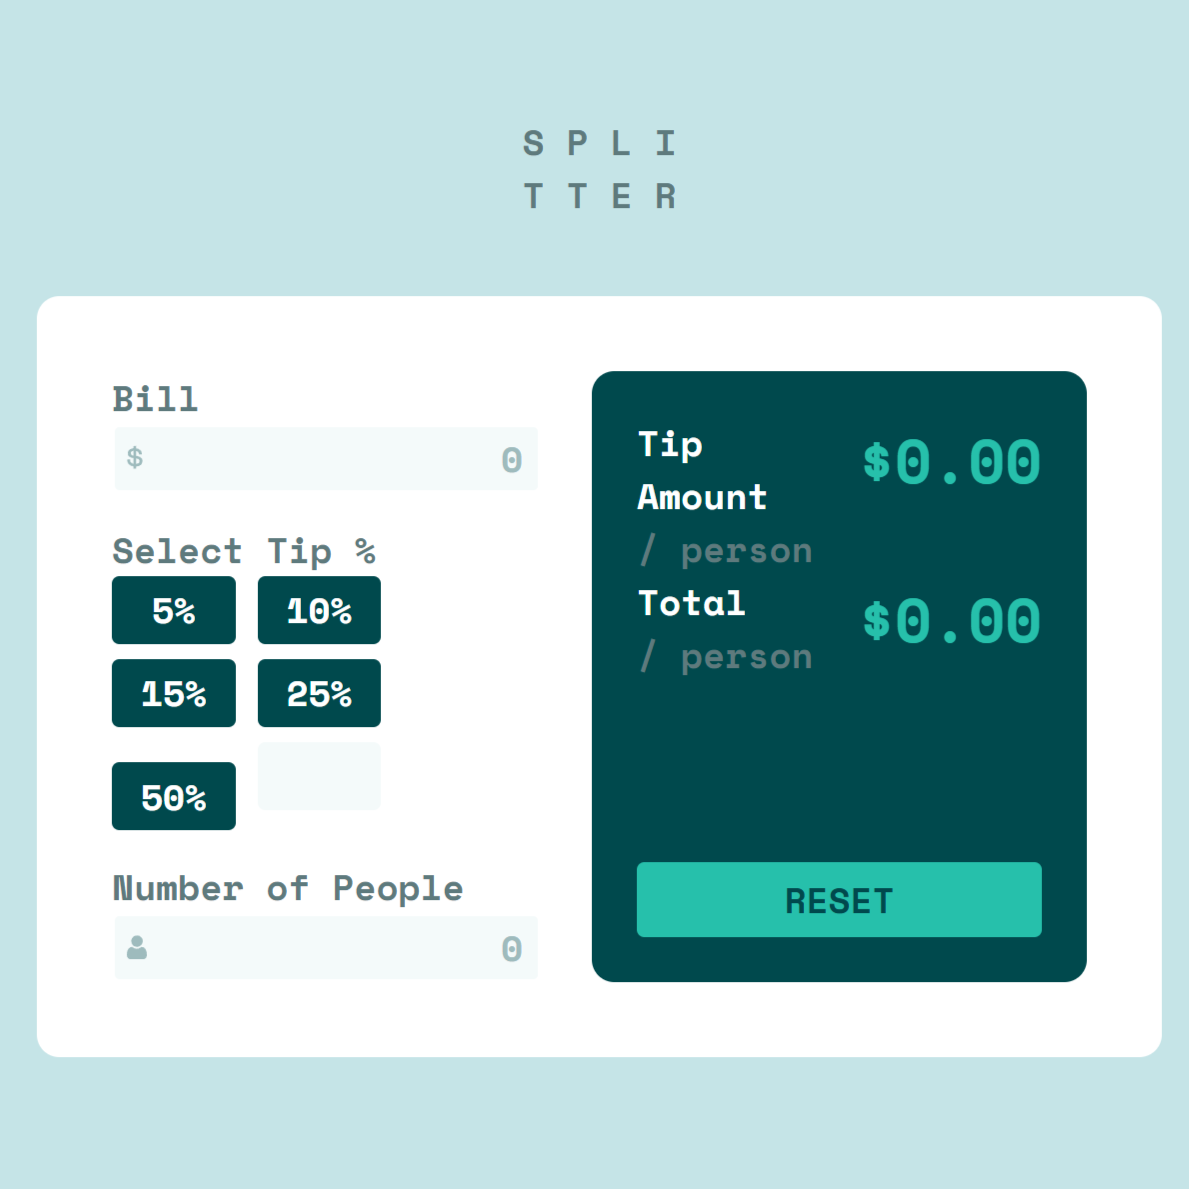 S P L I
T T E R
Bill
$ 0
Select Tip %
5% 10%
15% 25%
50%
Number of People
0
Tip
Amount
/ person
$0.00
Total
/ person
$0.00
RESET